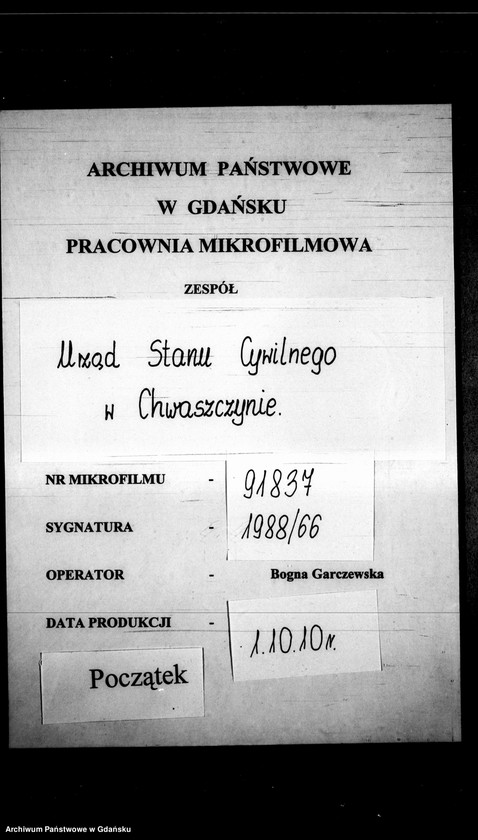 ARCHIWUM PAŃSTWOWE
W GDAŃSKU
PRACOWNIA MIKROFILMOWA
ZESPÓŁ
Urząd Stanu Cywilnego
w Chwaszczynie.
NR MIKROFILMU - 91837
SYGNATURA - 1988/66
OPERATOR - Bogna Garczewska
DATA PRODUKCJI - 1.10.10r.
Początek
Archiwum Państwowe w Gdańsku